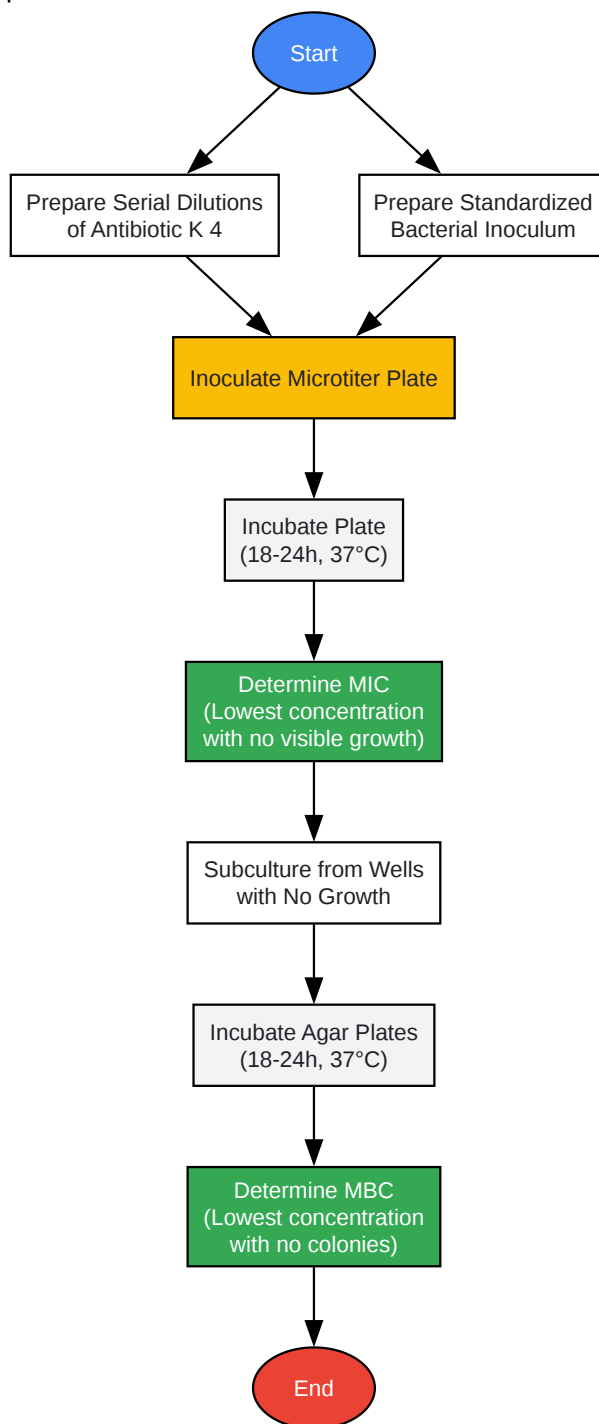 Start
Prepare Serial Dilutions
of Antibiotic K 4
Prepare Standardized
Bacterial Inoculum
Inoculate Microtiter Plate
Incubate Plate
(18-24h, 37°C)
Determine MIC
(Lowest concentration
with no visible growth)
Subculture from Wells
with No Growth
Incubate Agar Plates
(18-24h, 37°C)
Determine MBC
(Lowest concentration
with no colonies)
End